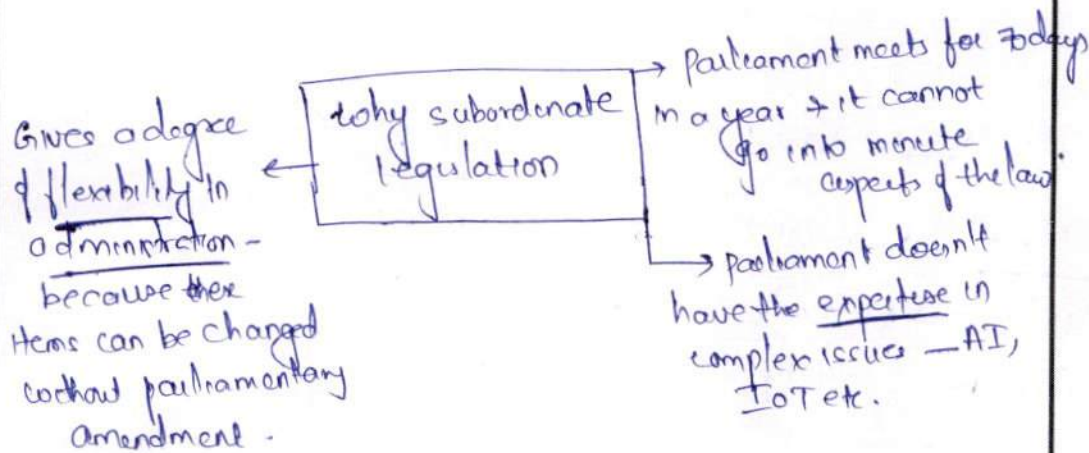 why subordinate
legulation
Gives a degree
of flexibility in
administration -
because these
items can be changed
without parliamentary
amendment.
→ Parliament meets for 70 days
in a year & it cannot
go into minute
aspects of the law.
→ parliament doesn't
have the expertise in
complex issues — AI,
IoT etc.